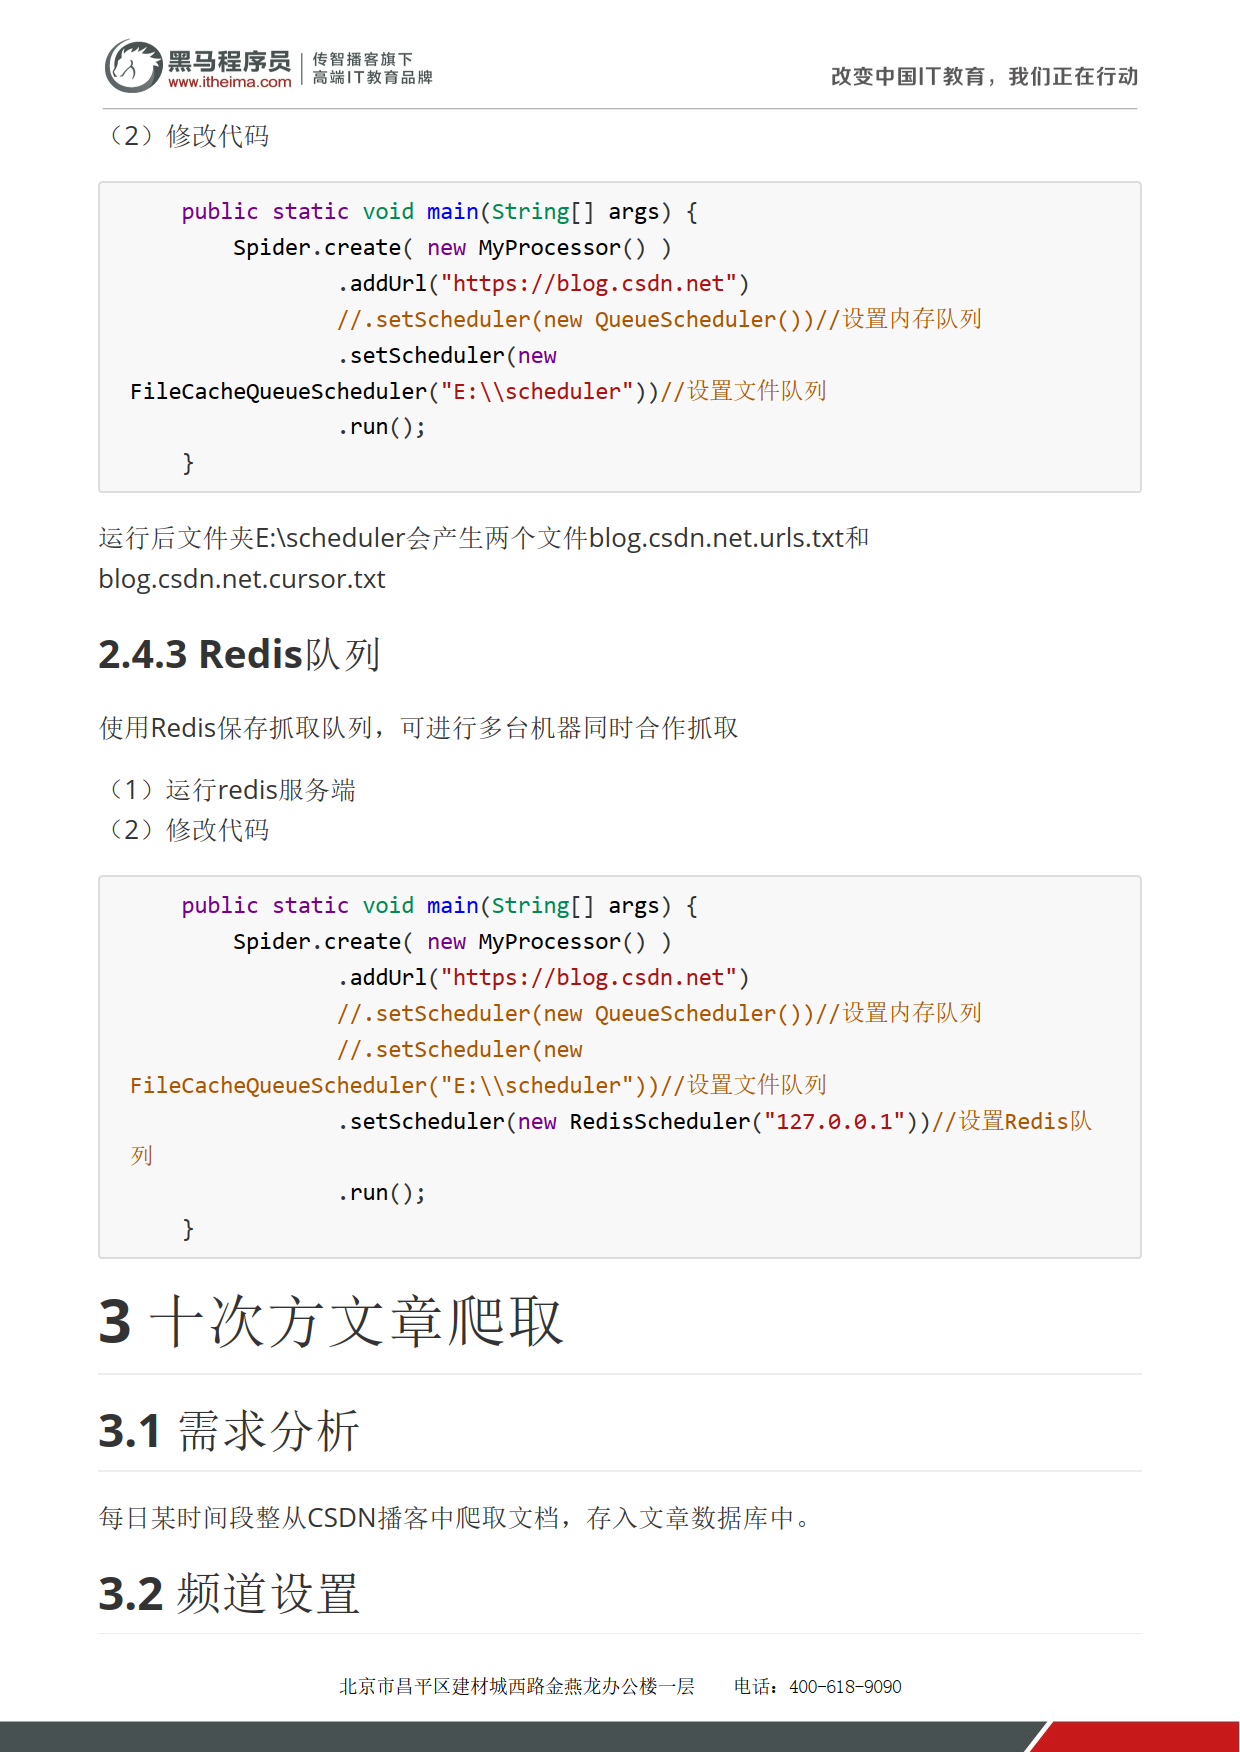 黑马程序员
www.itheima.com
传智播客旗下
高端IT教育品牌
改变中国IT教育，我们正在行动
（2）修改代码
public static void main(String[] args) {
Spider.create( new MyProcessor() )
.addUrl("https://blog.csdn.net")
//.setScheduler(new QueueScheduler())//设置内存队列
.setScheduler(new
FileCacheQueueScheduler("E:\\scheduler"))//设置文件队列
.run();
}
运行后文件夹E:\scheduler会产生两个文件blog.csdn.net.urls.txt和
blog.csdn.net.cursor.txt
2.4.3 Redis队列
使用Redis保存抓取队列，可进行多台机器同时合作抓取
（1）运行redis服务端
（2）修改代码
public static void main(String[] args) {
Spider.create( new MyProcessor() )
.addUrl("https://blog.csdn.net")
//.setScheduler(new QueueScheduler())//设置内存队列
//.setScheduler(new
FileCacheQueueScheduler("E:\\scheduler"))//设置文件队列
.setScheduler(new RedisScheduler("127.0.0.1"))//设置Redis队
列
.run();
}
3 十次方文章爬取
3.1 需求分析
每日某时间段整从CSDN播客中爬取文档，存入文章数据库中。
3.2 频道设置
北京市昌平区建材城西路金燕龙办公楼一层 电话：400-618-9090